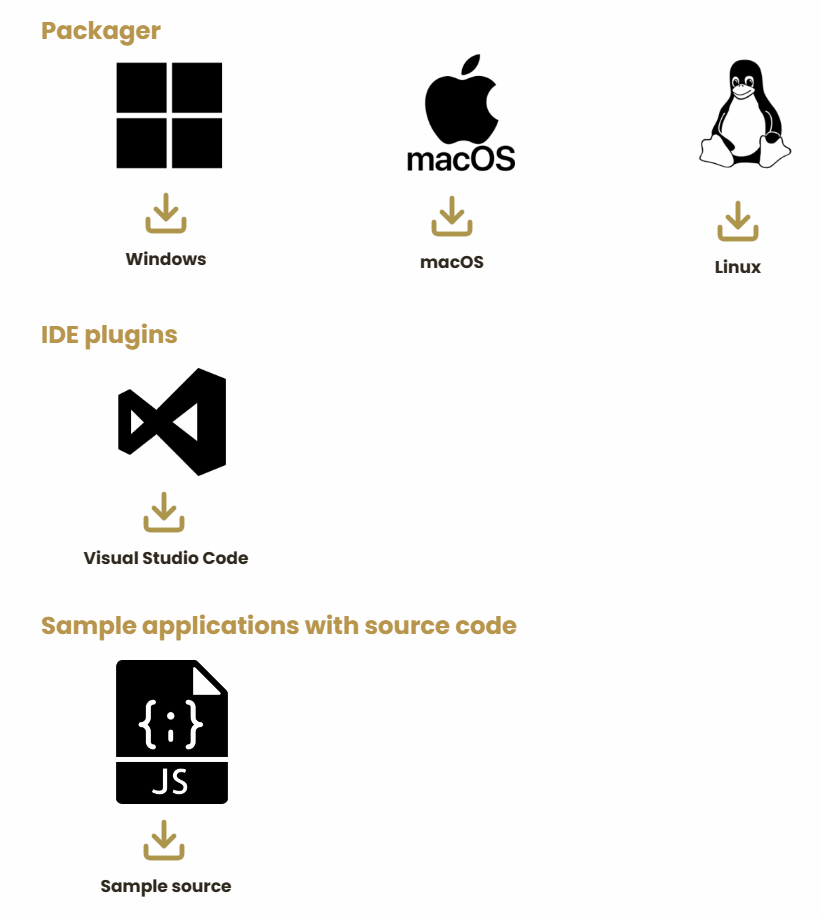 Packager
macOS
Windows
macOS
Linux
IDE plugins
Visual Studio Code
Sample applications with source code
{;}
JS
Sample source